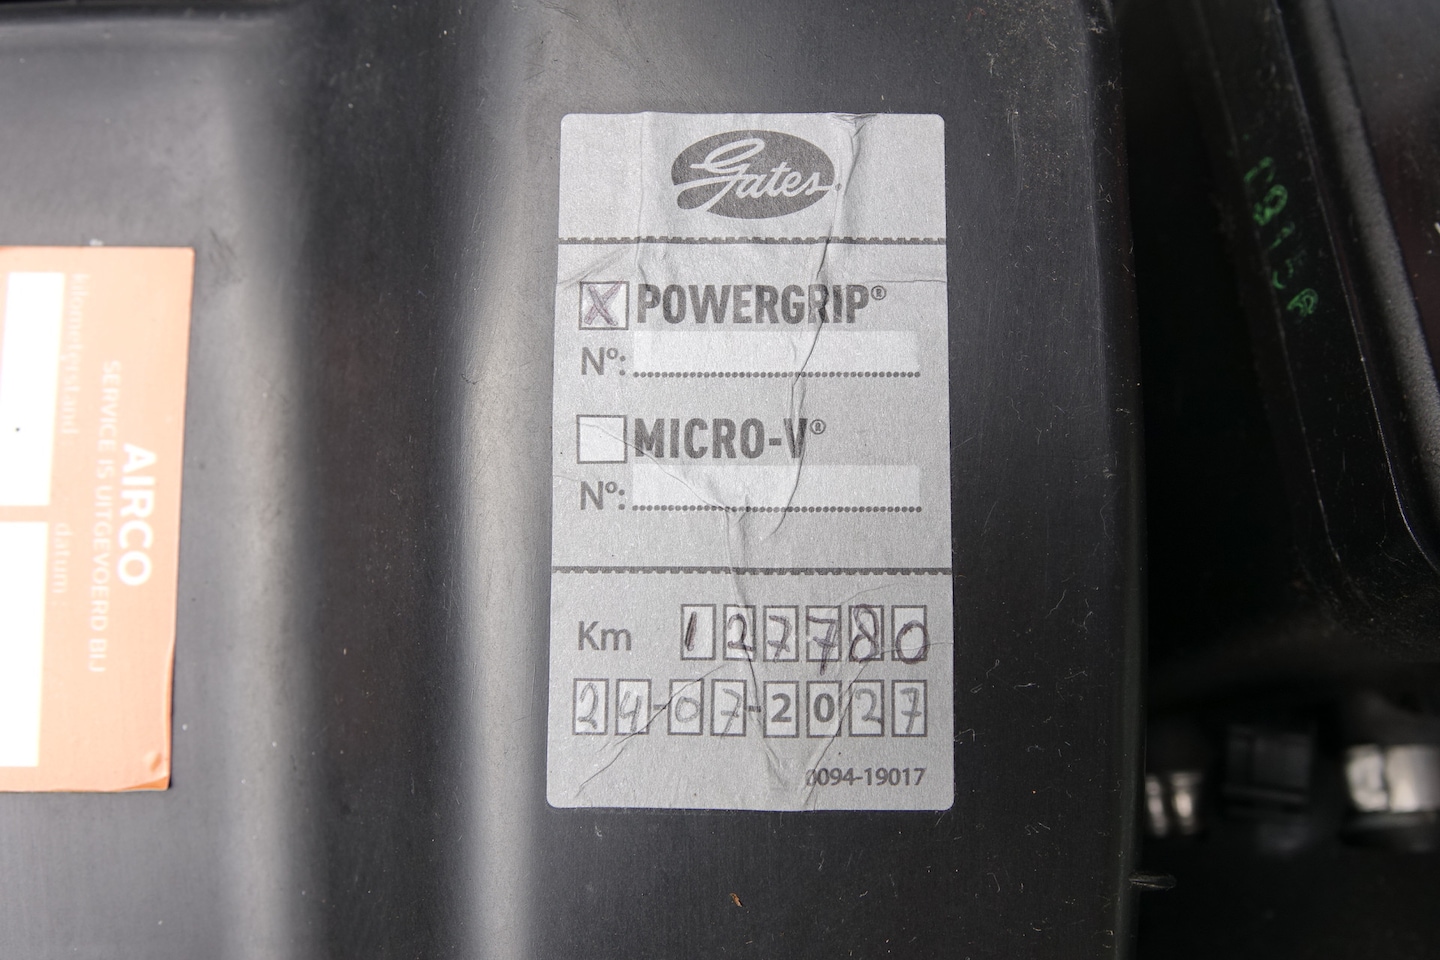 Gates
X POWERGRIP®
Nº:
MICRO-V®
Nº:
Km 127780
24-07-2027
0094-19017
AIRCO
SERVICE IS UITGEVOERD BIJ
kilometerstand
datum: